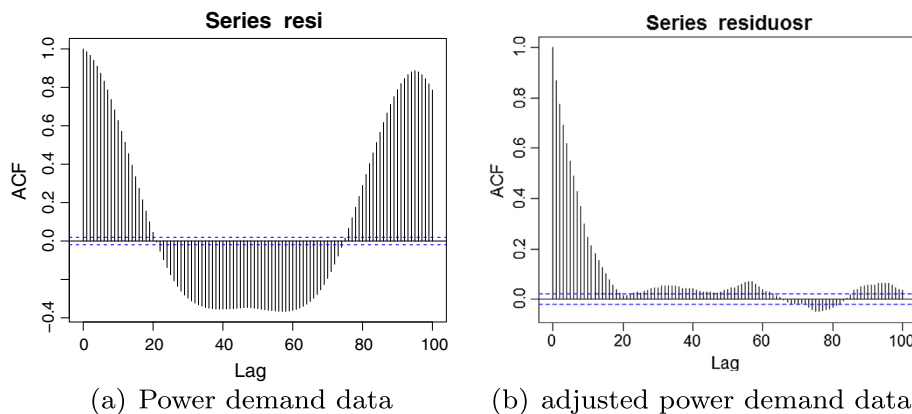 Series resi
ACF
1.0
0.8
0.6
0.4
0.2
0.0
−0.4
0 20 40 60 80 100
Lag
(a) Power demand data
Series residuosr
ACF
1.0
0.8
0.6
0.4
0.2
0.0
0 20 40 60 80 100
Lag
(b) adjusted power demand data